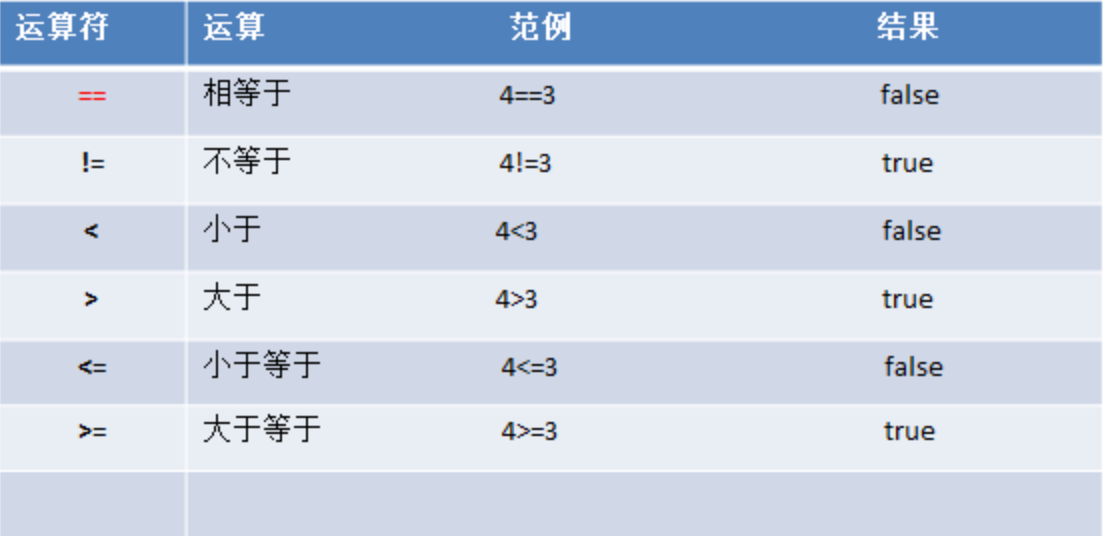 运算符 运算 范例 结果
== 相等于 4==3 false
!= 不等于 4!=3 true
< 小于 4<3 false
> 大于 4>3 true
<= 小于等于 4<=3 false
>= 大于等于 4>=3 true